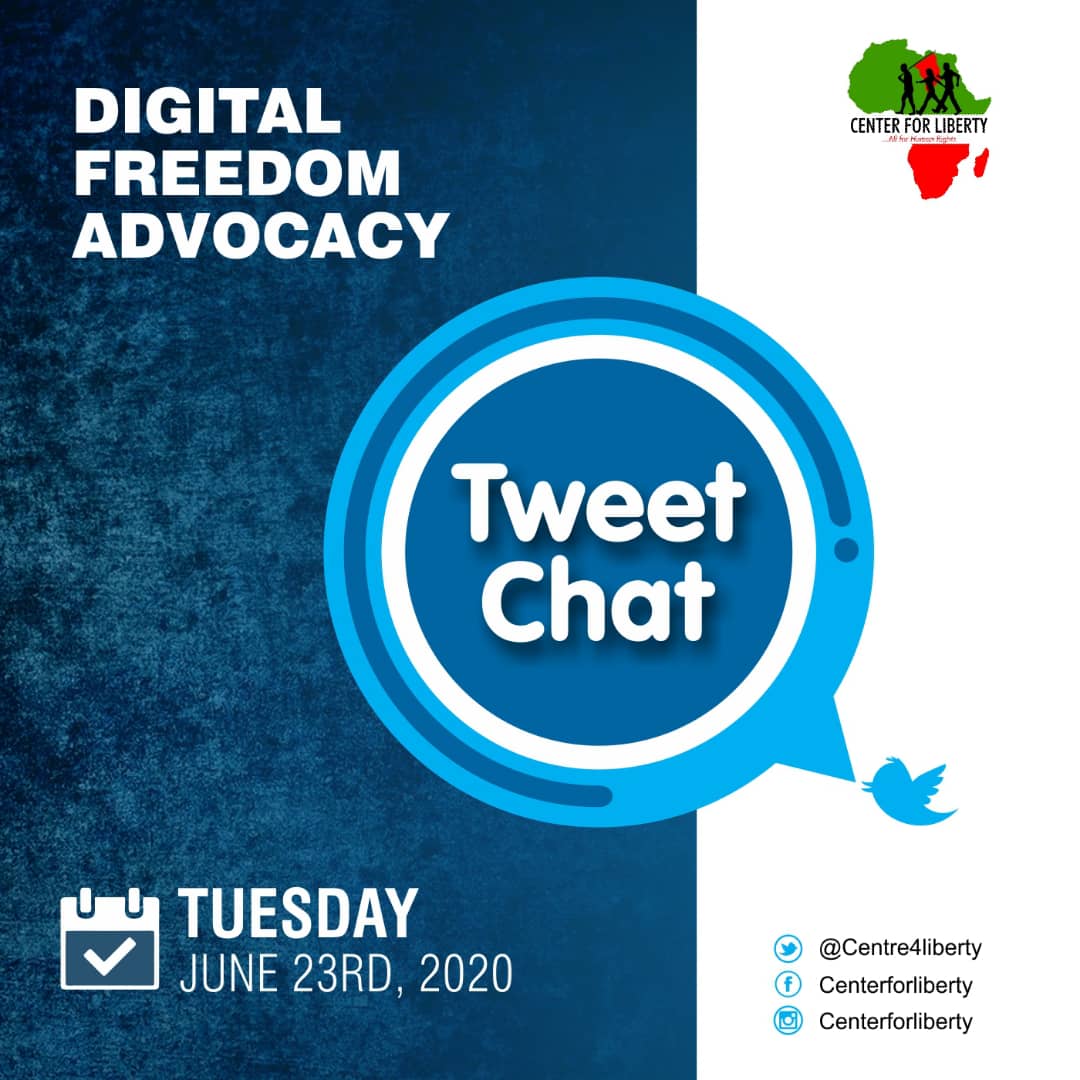 DIGITAL
FREEDOM
ADVOCACY
CENTER FOR LIBERTY
...All for Human Rights
Tweet
Chat
TUESDAY
JUNE 23RD, 2020
@Centre4liberty
Centerforliberty
Centerforliberty